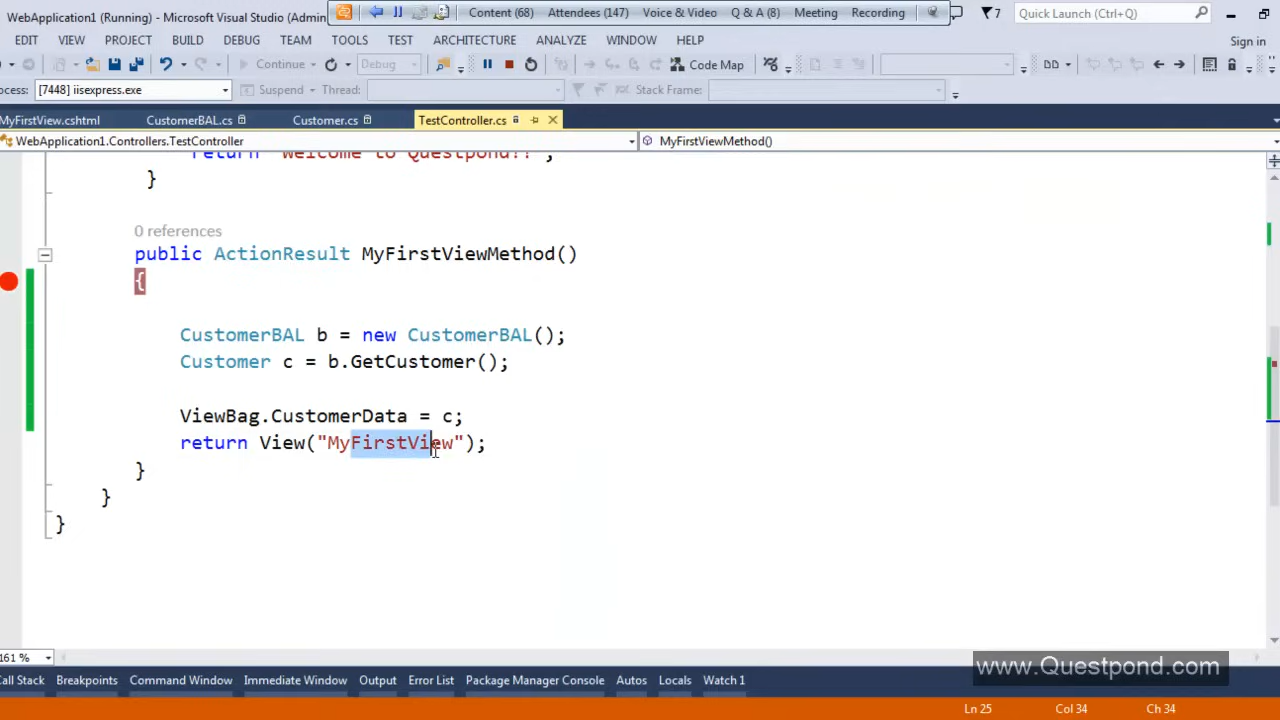 WebApplication1 (Running) - Microsoft Visual Studio (Admin Content (68) Attendees (147) Voice & Video Q & A (8) Meeting Recording 7 Quick Launch (Ctrl+Q)
EDIT VIEW PROJECT BUILD DEBUG TEAM TOOLS TEST ARCHITECTURE ANALYZE WINDOW HELP Sign in
Continue Debug Code Map
ocess: [7448] iisexpress.exe Suspend Thread: Stack Frame:
MyFirstView.cshtml CustomerBAL.cs Customer.cs TestController.cs
WebApplication1.Controllers.TestController MyFirstViewMethod()
return "Welcome to Questpond!!";
}
0 references
public ActionResult MyFirstViewMethod()
{
CustomerBAL b = new CustomerBAL();
Customer c = b.GetCustomer();
ViewBag.CustomerData = c;
return View("MyFirstView");
}
}
}
161 %
www.Questpond.com
Call Stack Breakpoints Command Window Immediate Window Output Error List Package Manager Console Autos Locals Watch 1
Ln 25 Col 34 Ch 34